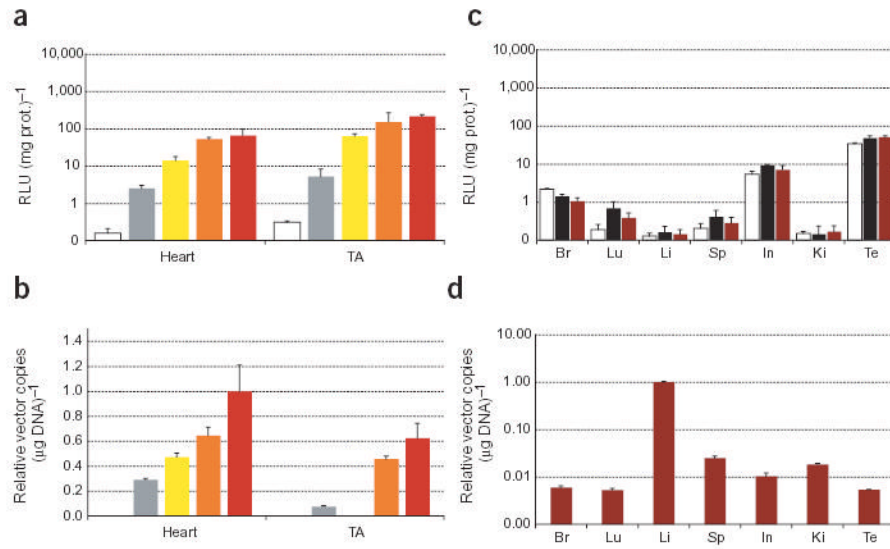 a
RLU (mg prot.)⁻¹
10,000
1,000
100
10
1
0
Heart TA
b
Relative vector copies
(μg DNA)⁻¹
1.4
1.2
1.0
0.8
0.6
0.4
0.2
0.0
Heart TA
c
RLU (mg prot.)⁻¹
10,000
1,000
100
10
1
0
Br Lu Li Sp In Ki Te
d
Relative vector copies
(μg DNA)⁻¹
10.00
1.00
0.10
0.01
0.00
Br Lu Li Sp In Ki Te